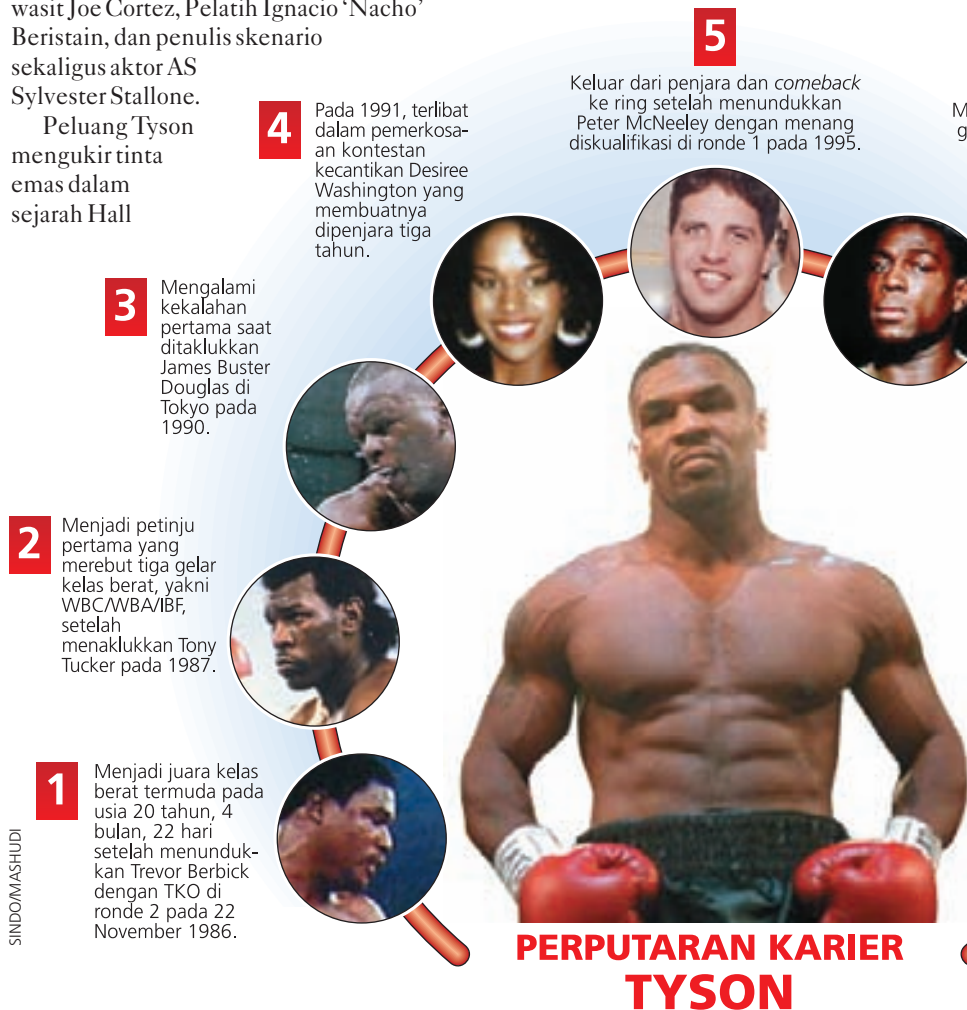 wasit Joe Cortez, Pelatih Ignacio ‘Nacho’
Beristain, dan penulis skenario
sekaligus aktor AS
Sylvester Stallone.
Peluang Tyson
mengukir tinta
emas dalam
sejarah Hall
5
Keluar dari penjara dan comeback
ke ring setelah menundukkan
Peter McNeeley dengan menang
diskualifikasi di ronde 1 pada 1995.
M
g
4
Pada 1991, terlibat
dalam pemerkosa-
an kontestan
kecantikan Desiree
Washington yang
membuatnya
dipenjara tiga
tahun.
3
Mengalami
kekalahan
pertama saat
ditaklukkan
James Buster
Douglas di
Tokyo pada
1990.
2
Menjadi petinju
pertama yang
merebut tiga gelar
kelas berat, yakni
WBC/WBA/IBF,
setelah
menaklukkan Tony
Tucker pada 1987.
1
Menjadi juara kelas
berat termuda pada
usia 20 tahun, 4
bulan, 22 hari
setelah menunduk-
kan Trevor Berbick
dengan TKO di
ronde 2 pada 22
November 1986.
SINDO/MASHUDI
PERPUTARAN KARIER
TYSON